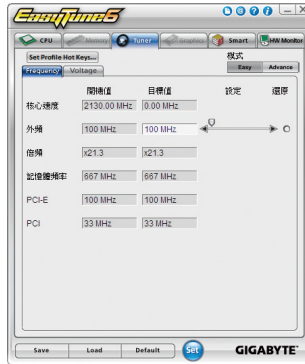 EasyTune6
CPU Memory Tuner Graphics Smart HW Monitor
Set Profile Hot Keys... 模式
Easy Advance
Frequency Voltage
開機值 目標值 設定 還原
核心速度 2130.00 MHz 0.00 MHz
外頻 100 MHz 100 MHz
倍頻 x21.3 x21.3
記憶體頻率 667 MHz 667 MHz
PCI-E 100 MHz 100 MHz
PCI 33 MHz 33 MHz
Save Load Default Set GIGABYTE